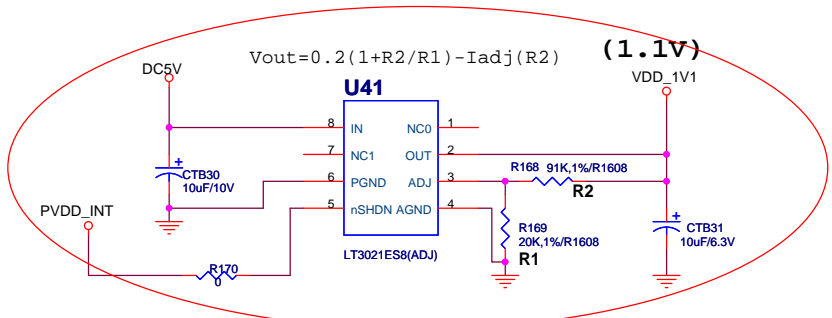 Vout=0.2(1+R2/R1)-Iadj(R2)
(1.1V)
DC5V
VDD_1V1
U41
8 IN NC0 1
7 NC1 OUT 2
6 PGND ADJ 3
5 nSHDN AGND 4
LT3021ES8(ADJ)
CTB30
10uF/10V
PVDD_INT
R170
0
R168 91K,1%/R1608
R2
R169
20K,1%/R1608
R1
CTB31
10uF/6.3V